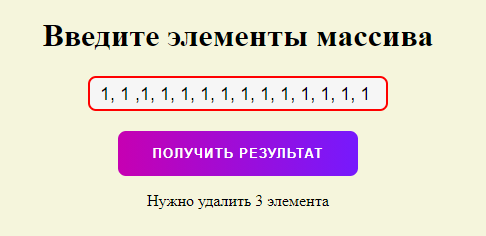 Введите элементы массива
1, 1 ,1, 1, 1, 1, 1, 1, 1, 1, 1, 1, 1, 1
ПОЛУЧИТЬ РЕЗУЛЬТАТ
Нужно удалить 3 элемента